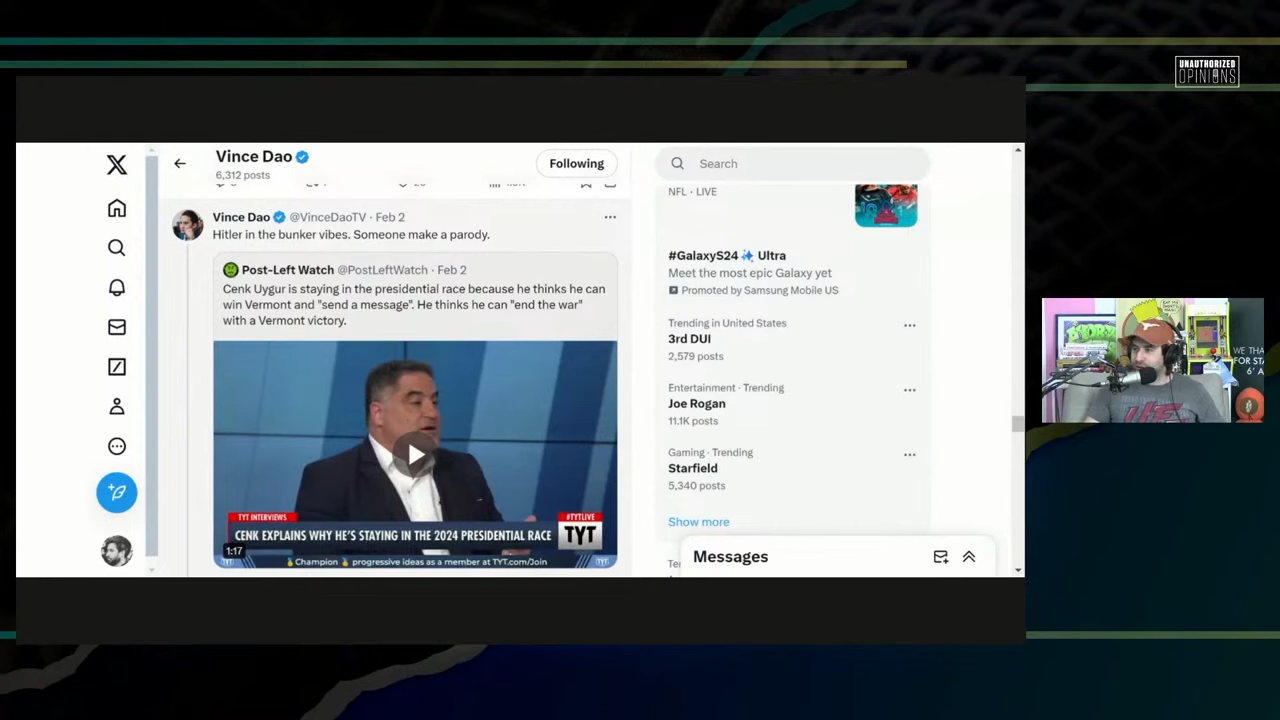 UNAUTHORIZED
OPINIONS
Vince Dao
6,312 posts
Following
Search
NFL · LIVE
Vince Dao @VinceDaoTV · Feb 2
Hitler in the bunker vibes. Someone make a parody.
Post-Left Watch @PostLeftWatch · Feb 2
Cenk Uygur is staying in the presidential race because he thinks he can
win Vermont and "send a message". He thinks he can "end the war"
with a Vermont victory.
TYT INTERVIEWS
CENK EXPLAINS WHY HE'S STAYING IN THE 2024 PRESIDENTIAL RACE
#TYTLIVE
TYT
1:17
Champion progressive ideas as a member at TYT.com/Join
#GalaxyS24 Ultra
Meet the most epic Galaxy yet
Promoted by Samsung Mobile US
Trending in United States
3rd DUI
2,579 posts
Entertainment · Trending
Joe Rogan
11.1K posts
Gaming · Trending
Starfield
5,340 posts
Show more
Messages
WE THA
FOR STA
6' A